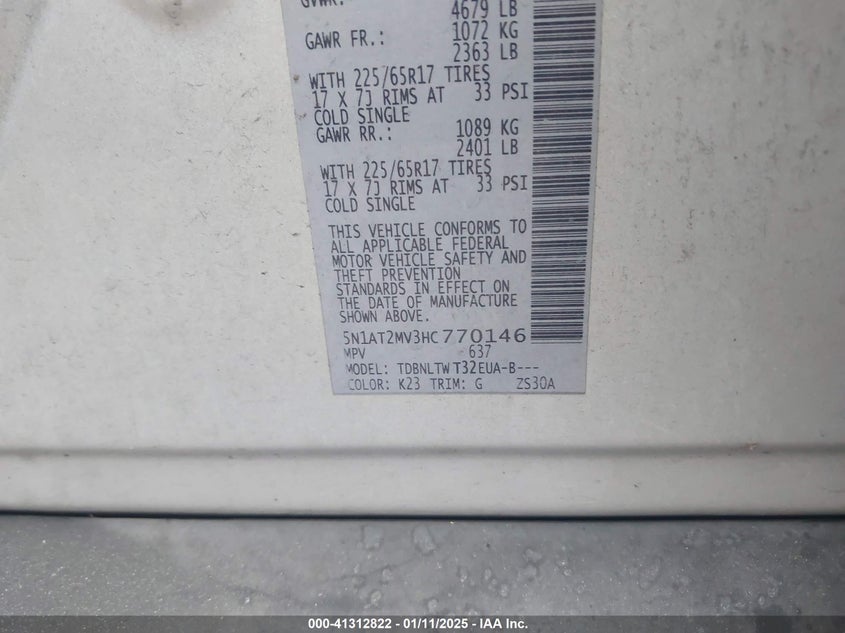 GVWR:
4679 LB
GAWR FR.: 1072 KG
2363 LB
WITH 225/65R17 TIRES
17 X 7J RIMS AT 33 PSI
COLD SINGLE
GAWR RR.: 1089 KG
2401 LB
WITH 225/65R17 TIRES
17 X 7J RIMS AT 33 PSI
COLD SINGLE
THIS VEHICLE CONFORMS TO
ALL APPLICABLE FEDERAL
MOTOR VEHICLE SAFETY AND
THEFT PREVENTION
STANDARDS IN EFFECT ON
THE DATE OF MANUFACTURE
SHOWN ABOVE.
5N1AT2MV3HC770146
MPV 637
MODEL: TDBNLTW T32EUA-B---
COLOR: K23 TRIM: G ZS30A
000-41312822 - 01/11/2025 - IAAI Inc.